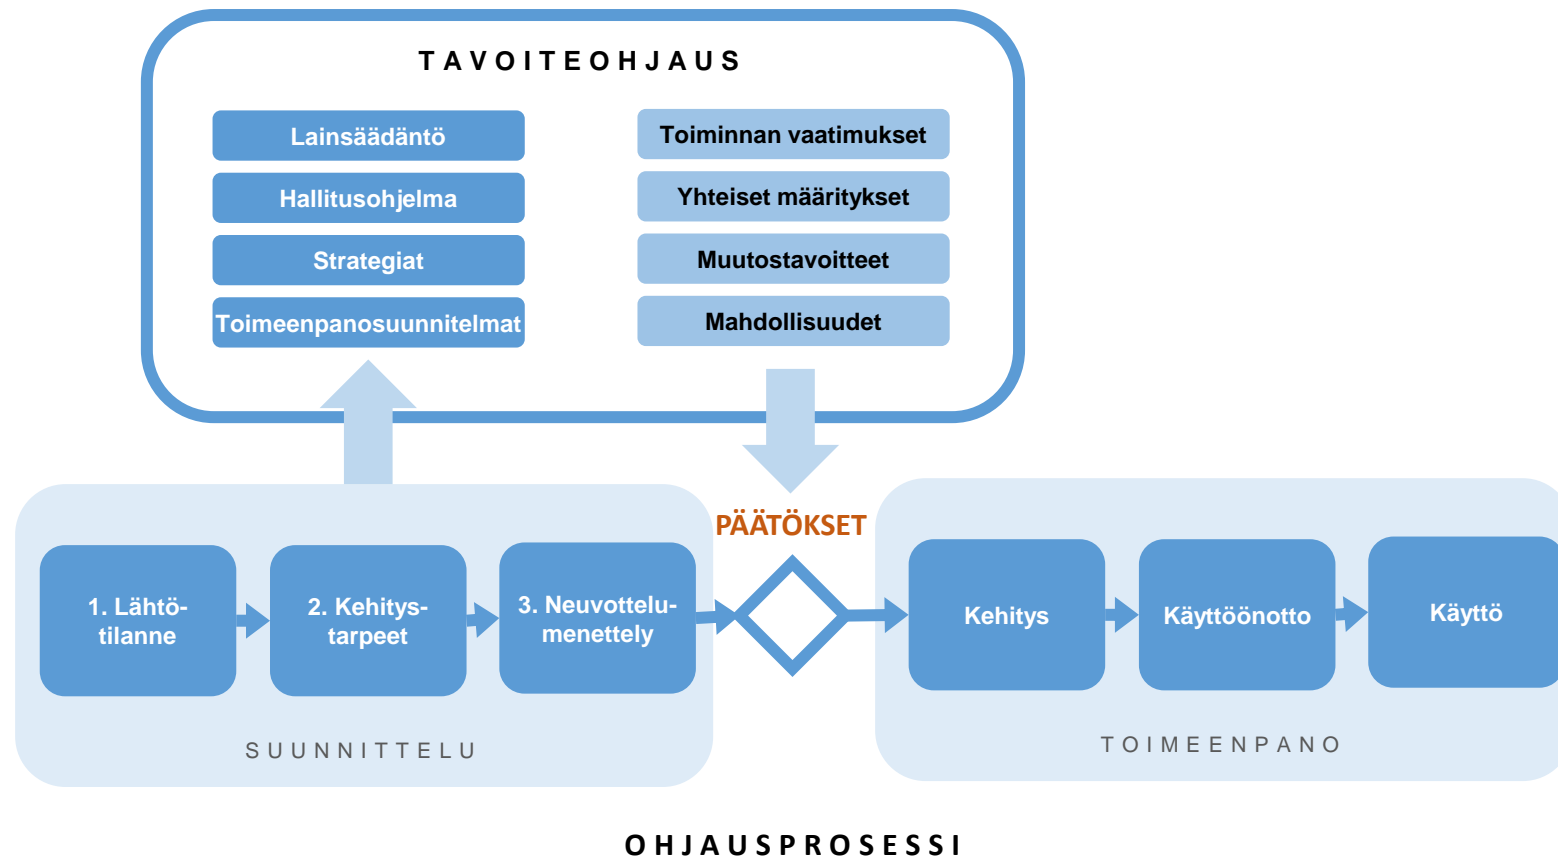 TAVOITEOHJAUS
Lainsäädäntö
Hallitusohjelma
Strategiat
Toimeenpanosuunnitelmat
Toiminnan vaatimukset
Yhteiset määritykset
Muutostavoitteet
Mahdollisuudet
PÄÄTÖKSET
1. Lähtö-
tilanne
2. Kehitys-
tarpeet
3. Neuvottelu-
menettely
Kehitys
Käyttöönotto
Käyttö
SUUNNITTELU
TOIMEENPANO
OHJAUSPROSESSI